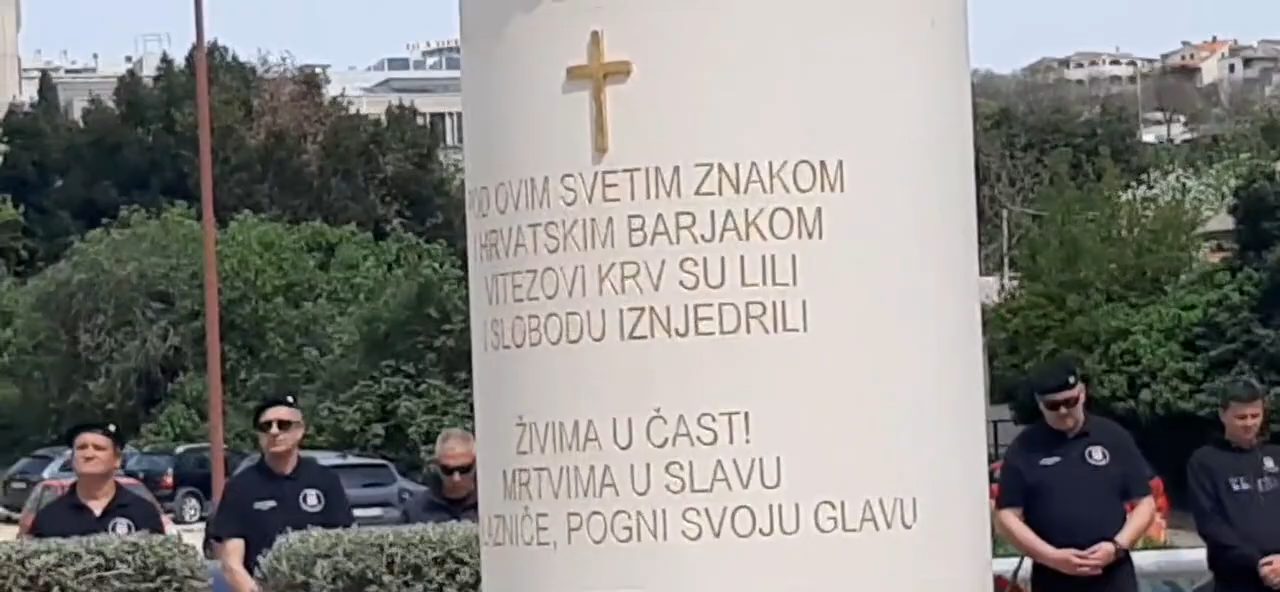 OVIM SVETIM ZNAKOM
I HRVATSKIM BARJAKOM
VITEZOVI KRV SU LILI
I SLOBODU IZNJEDRILI
ŽIVIMA U ČAST!
MRTVIMA U SLAVU
POGNI SVOJU GLAVU